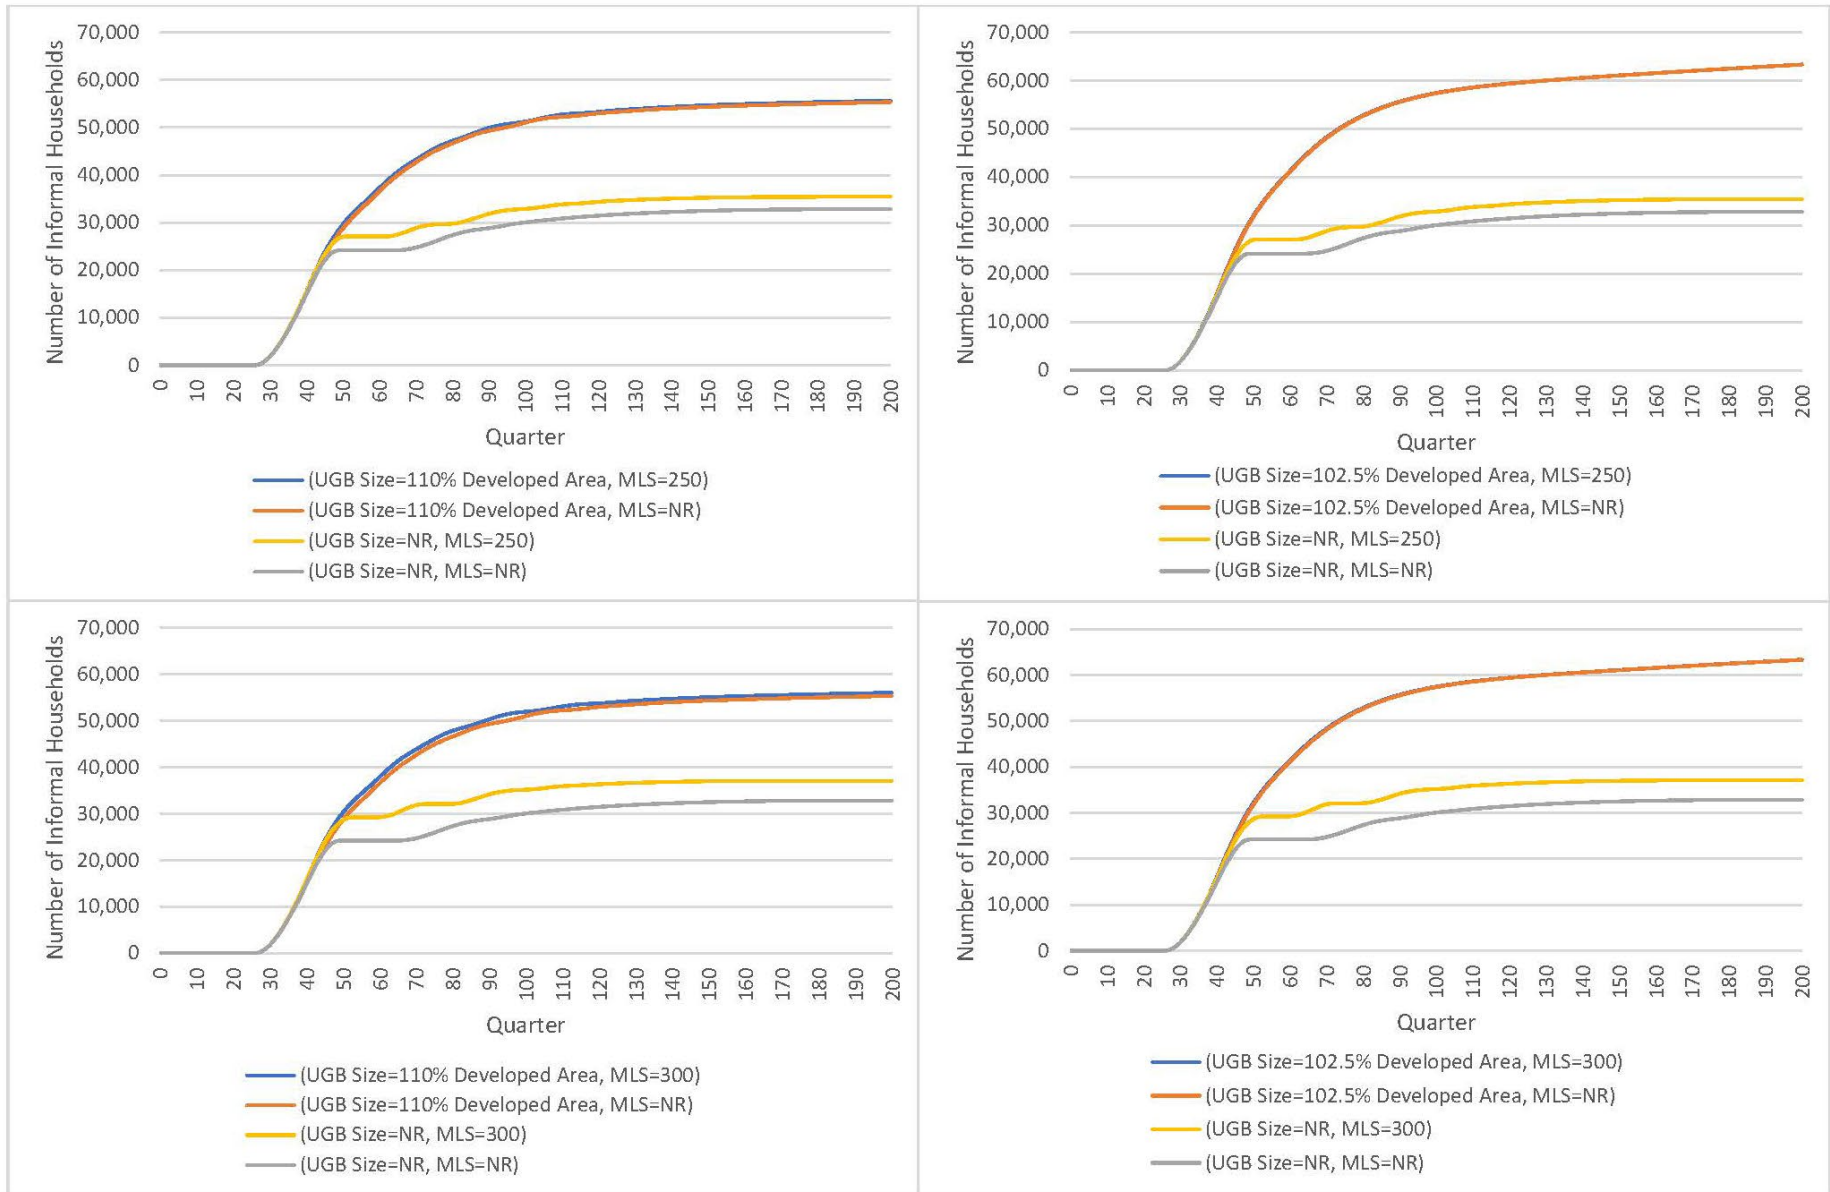 70,000
60,000
50,000
40,000
30,000
20,000
10,000
0
Number of Informal Households
0 10 20 30 40 50 60 70 80 90 100 110 120 130 140 150 160 170 180 190 200
Quarter
(UGB Size=110% Developed Area, MLS=250)
(UGB Size=110% Developed Area, MLS=NR)
(UGB Size=NR, MLS=250)
(UGB Size=NR, MLS=NR)
70,000
60,000
50,000
40,000
30,000
20,000
10,000
0
Number of Informal Households
0 10 20 30 40 50 60 70 80 90 100 110 120 130 140 150 160 170 180 190 200
Quarter
(UGB Size=102.5% Developed Area, MLS=250)
(UGB Size=102.5% Developed Area, MLS=NR)
(UGB Size=NR, MLS=250)
(UGB Size=NR, MLS=NR)
70,000
60,000
50,000
40,000
30,000
20,000
10,000
0
Number of Informal Households
0 10 20 30 40 50 60 70 80 90 100 110 120 130 140 150 160 170 180 190 200
Quarter
(UGB Size=110% Developed Area, MLS=300)
(UGB Size=110% Developed Area, MLS=NR)
(UGB Size=NR, MLS=300)
(UGB Size=NR, MLS=NR)
70,000
60,000
50,000
40,000
30,000
20,000
10,000
0
Number of Informal Households
0 10 20 30 40 50 60 70 80 90 100 110 120 130 140 150 160 170 180 190 200
Quarter
(UGB Size=102.5% Developed Area, MLS=300)
(UGB Size=102.5% Developed Area, MLS=NR)
(UGB Size=NR, MLS=300)
(UGB Size=NR, MLS=NR)